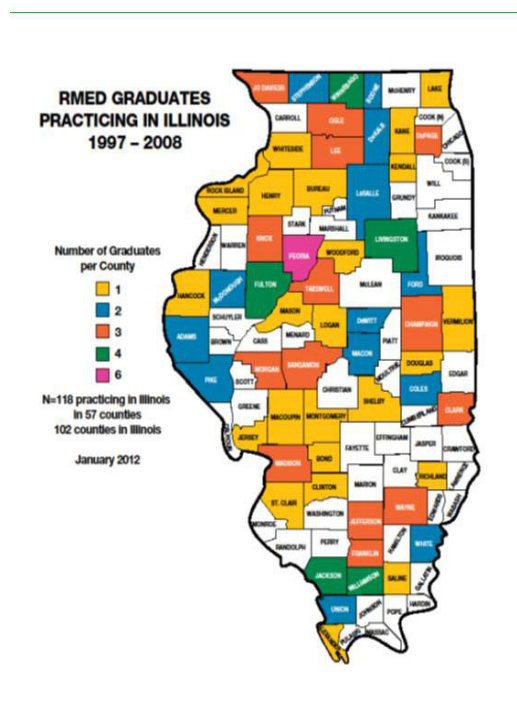 RMED GRADUATES
PRACTICING IN ILLINOIS
1997 – 2008
Number of Graduates
per County
1
2
3
4
6
N=118 practicing in Illinois
in 57 counties
102 counties in Illinois
January 2012
JO DAVIESS
STEPHENSON
WINNEBAGO
BOONE
McHENRY
LAKE
CARROLL
OGLE
DeKALB
KANE
COOK (N)
DuPAGE
CHICAGO
COOK (S)
WHITESIDE
LEE
KENDALL
WILL
ROCK ISLAND
HENRY
BUREAU
LaSALLE
GRUNDY
MERCER
PUTNAM
KANKAKEE
STARK
MARSHALL
HENDERSON
WARREN
KNOX
PEORIA
WOODFORD
LIVINGSTON
IROQUOIS
HANCOCK
McDONOUGH
FULTON
TAZEWELL
McLEAN
FORD
MASON
SCHUYLER
LOGAN
DeWITT
CHAMPAIGN
VERMILION
ADAMS
BROWN
CASS
MENARD
MACON
PIATT
PIKE
SCOTT
MORGAN
SANGAMON
MOULTRIE
DOUGLAS
EDGAR
GREENE
CHRISTIAN
SHELBY
COLES
CALHOUN
JERSEY
MACOUPIN
MONTGOMERY
CUMBERLAND
CLARK
MADISON
BOND
FAYETTE
EFFINGHAM
JASPER
CRAWFORD
CLINTON
MARION
CLAY
RICHLAND
LAWRENCE
ST. CLAIR
WASHINGTON
JEFFERSON
WAYNE
EDWARDS
WABASH
MONROE
RANDOLPH
PERRY
FRANKLIN
HAMILTON
WHITE
JACKSON
WILLIAMSON
SALINE
GALLATIN
UNION
JOHNSON
POPE
HARDIN
ALEXANDER
PULASKI
MASSAC